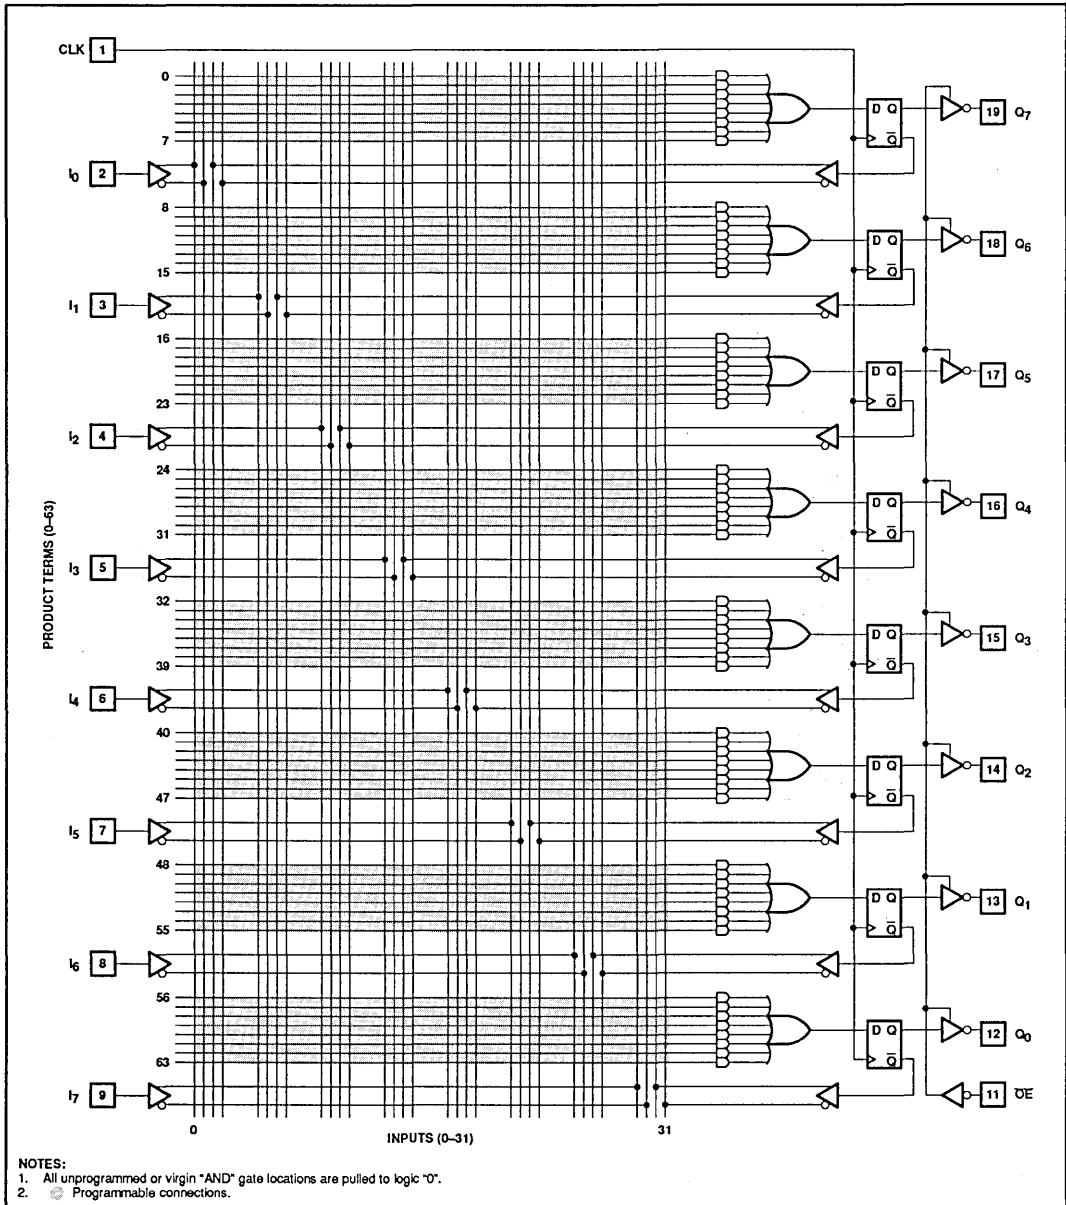 CLK 1
0
7
D Q
Q̅
19 Q7
I0 2
8
15
D Q
Q̅
18 Q6
I1 3
16
23
D Q
Q̅
17 Q5
I2 4
24
31
D Q
Q̅
16 Q4
I3 5
PRODUCT TERMS (0–63)
32
39
D Q
Q̅
15 Q3
I4 6
40
47
D Q
Q̅
14 Q2
I5 7
48
55
D Q
Q̅
13 Q1
I6 8
56
63
D Q
Q̅
12 Q0
I7 9
11 O̅E̅
0
31
INPUTS (0–31)
NOTES:
1. All unprogrammed or virgin "AND" gate locations are pulled to logic "0".
2. Programmable connections.